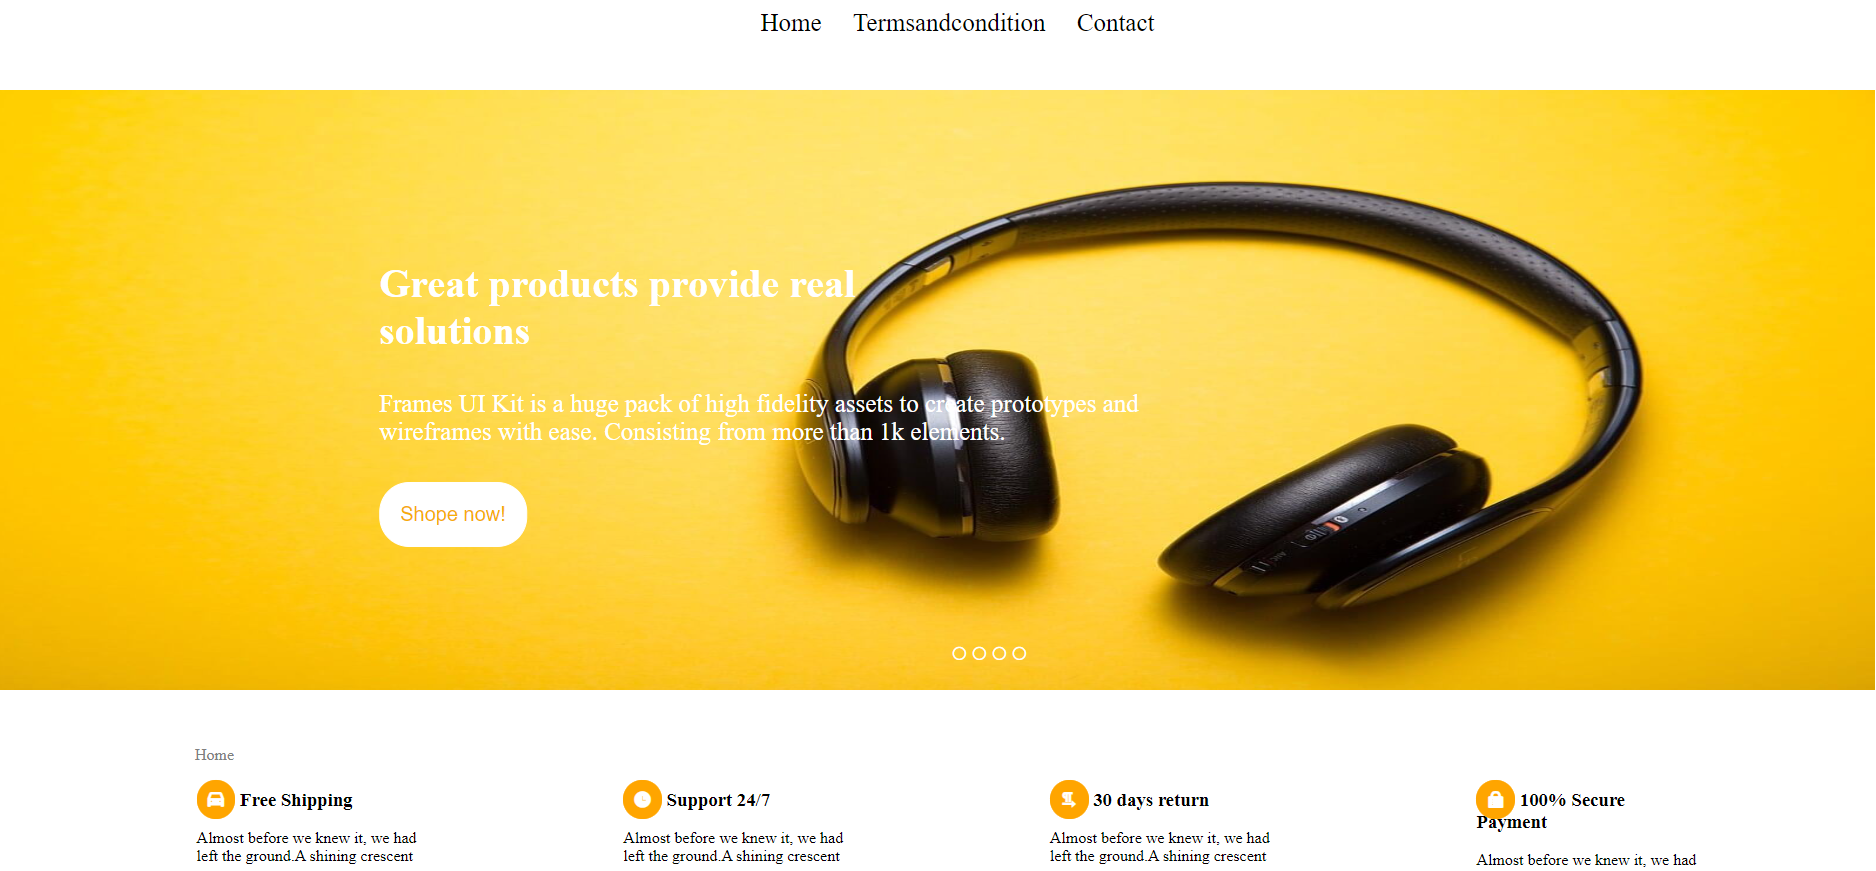 Home Termsandcondition Contact
Great products provide real
solutions
Frames UI Kit is a huge pack of high fidelity assets to create prototypes and
wireframes with ease. Consisting from more than 1k elements.
Shope now!
Home
Free Shipping
Almost before we knew it, we had
left the ground.A shining crescent
Support 24/7
Almost before we knew it, we had
left the ground.A shining crescent
30 days return
Almost before we knew it, we had
left the ground.A shining crescent
100% Secure
Payment
Almost before we knew it, we had